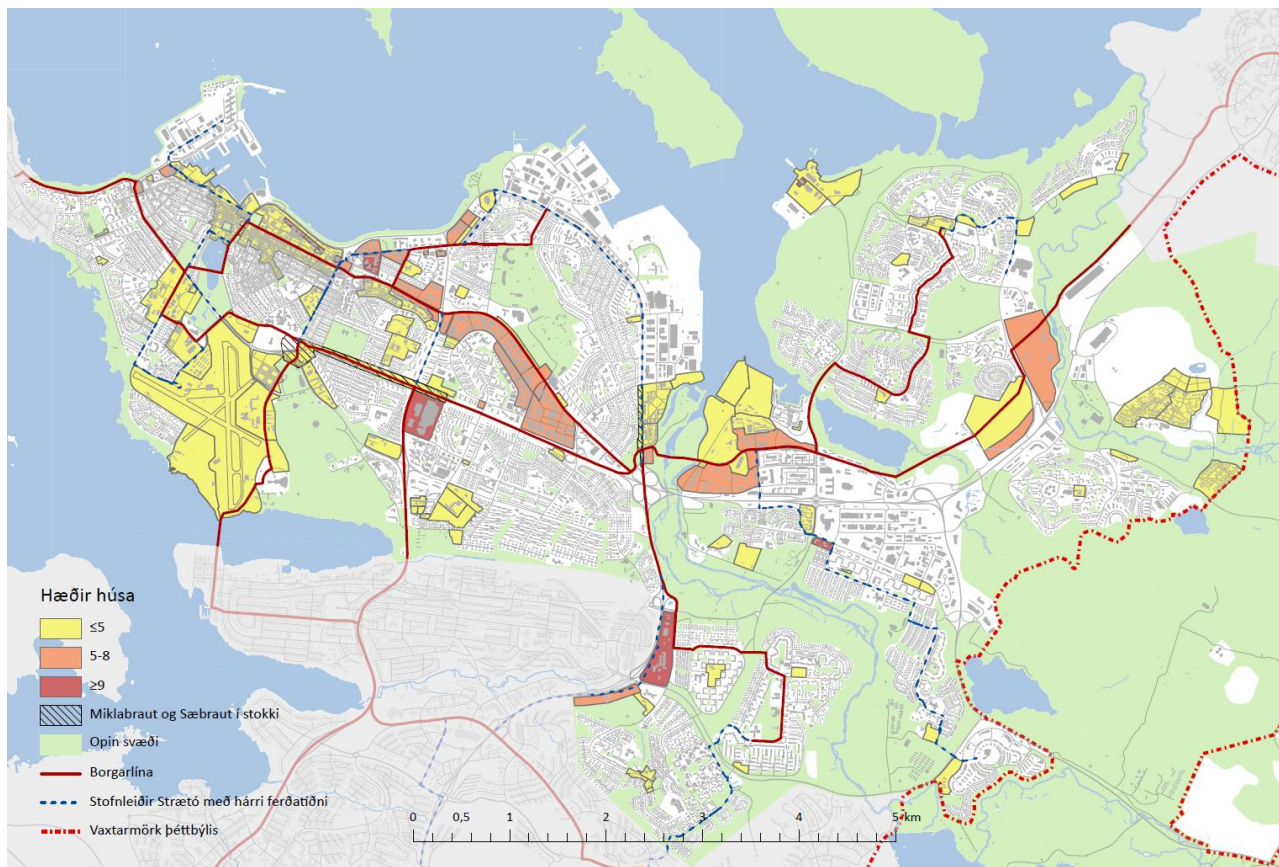 Hæðir húsa
≤5
5-8
≥9
Miklabraut og Sæbraut í stokki
Opin svæði
Borgarlína
Stofnleiðir Strætó með hárri ferðatíðni
Vaxtarmörk þéttbýlis
0 0,5 1 2 3 4 5 km